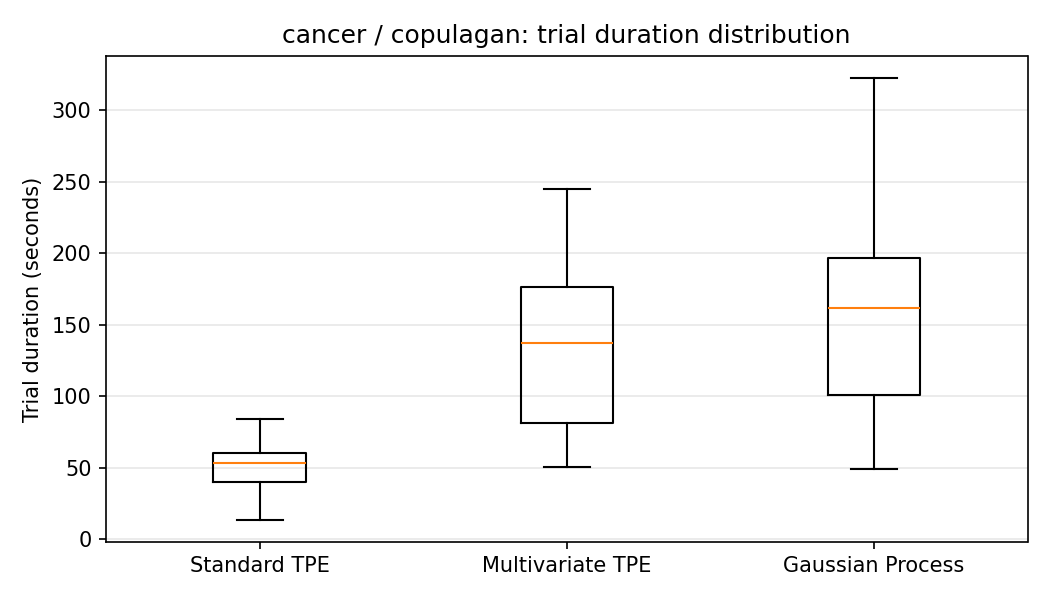 cancer / copulagan: trial duration distribution
Trial duration (seconds)
300
250
200
150
100
50
0
Standard TPE
Multivariate TPE
Gaussian Process